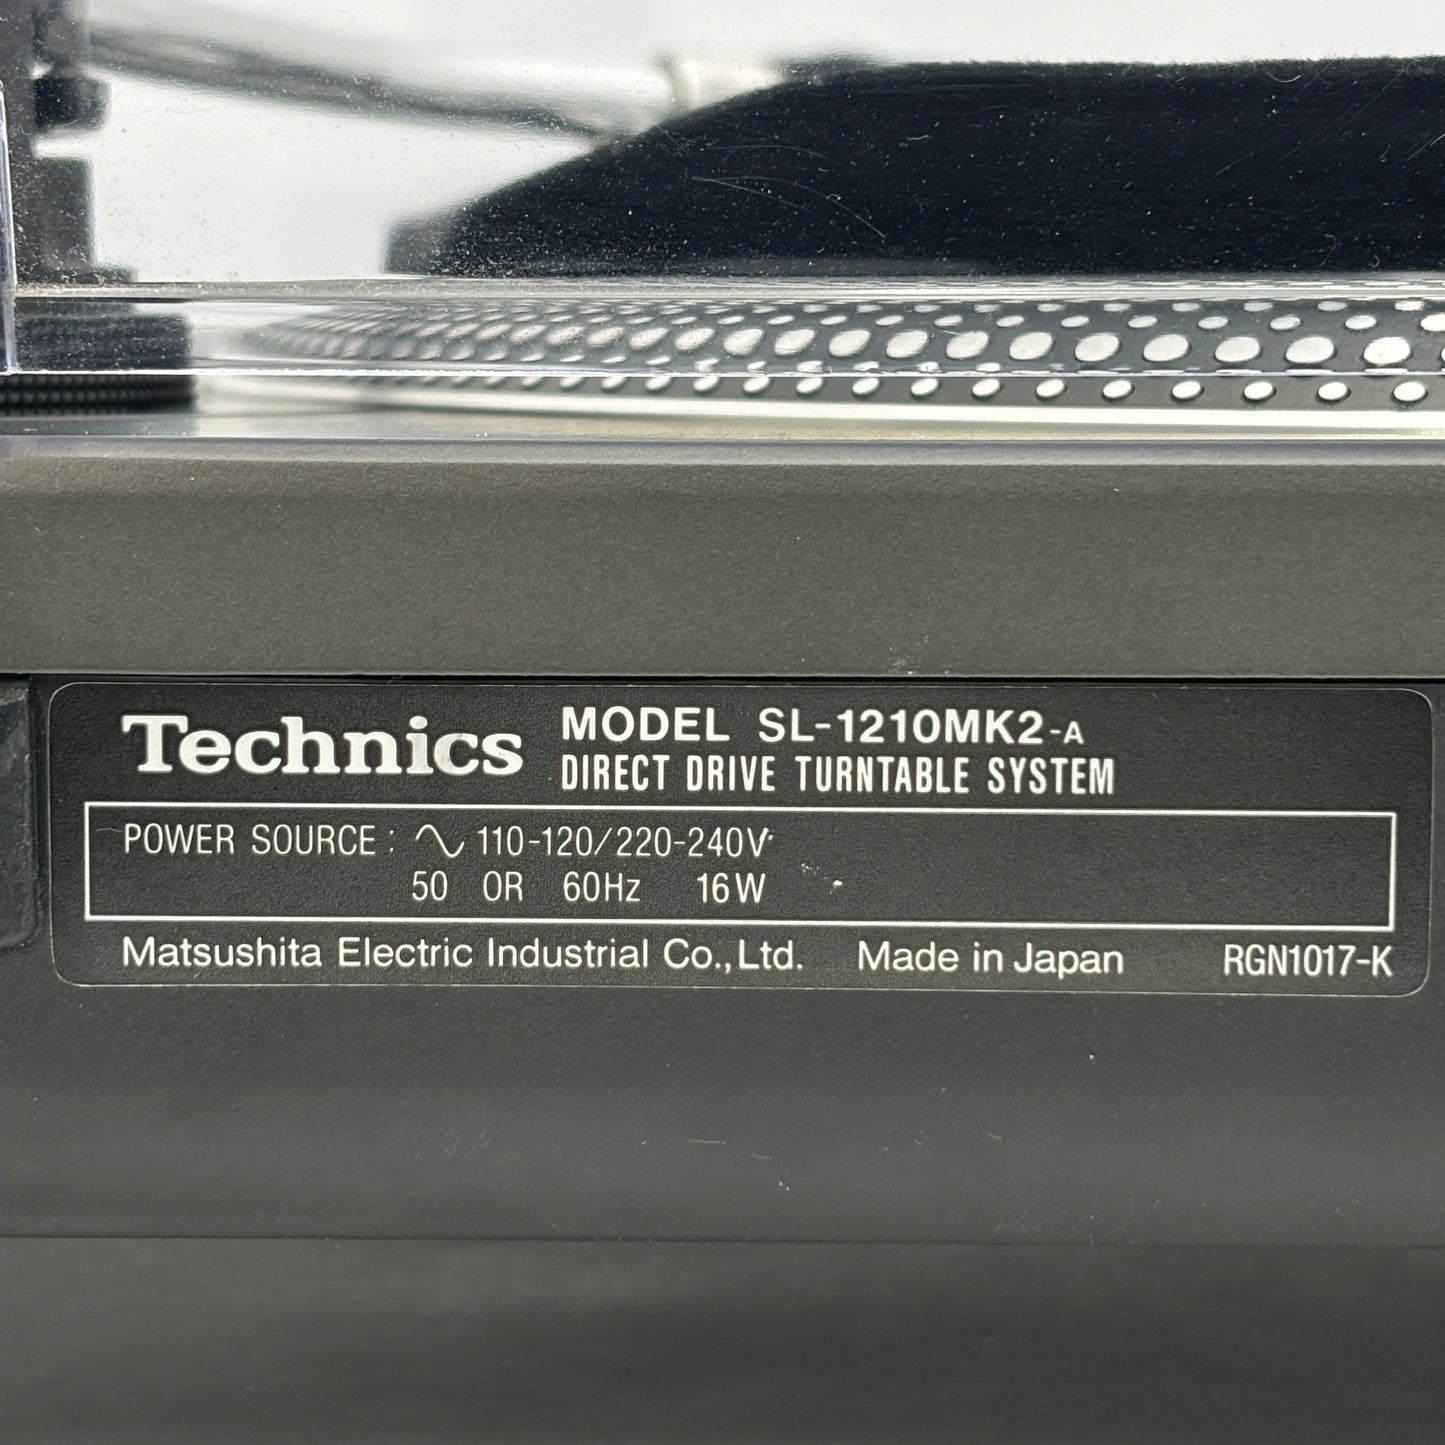 Technics MODEL SL-1210MK2-A
DIRECT DRIVE TURNTABLE SYSTEM
POWER SOURCE: ∿ 110-120/220-240V
50 OR 60Hz 16W
Matsushita Electric Industrial Co.,Ltd. Made in Japan RGN1017-K